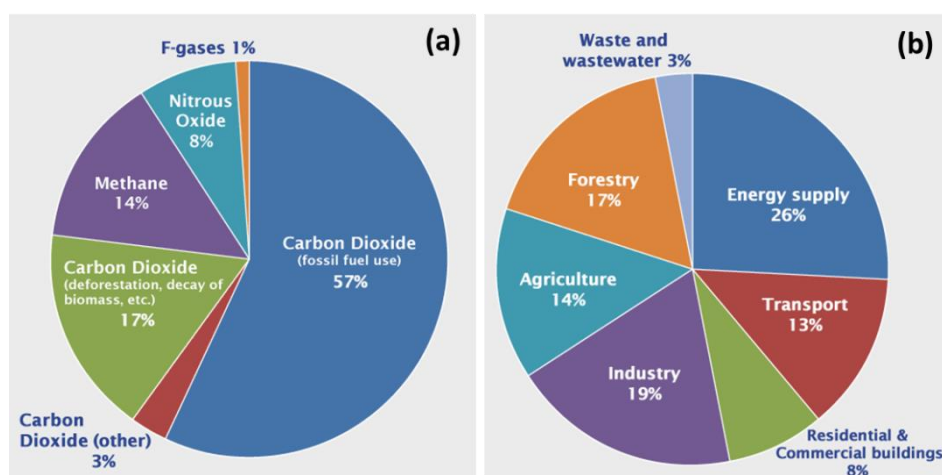 F-gases 1%
(a)
Nitrous
Oxide
8%
Methane
14%
Carbon Dioxide
(fossil fuel use)
57%
Carbon Dioxide
(deforestation, decay of
biomass, etc.)
17%
Carbon
Dioxide (other)
3%
Waste and
wastewater 3%
(b)
Forestry
17%
Energy supply
26%
Agriculture
14%
Transport
13%
Industry
19%
Residential &
Commercial buildings
8%